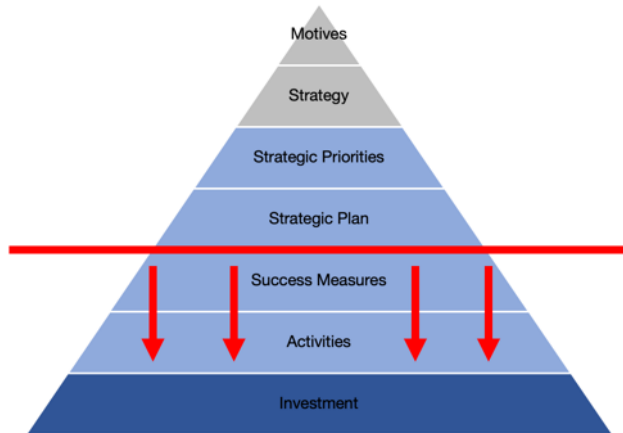 Motives
Strategy
Strategic Priorities
Strategic Plan
Success Measures
Activities
Investment